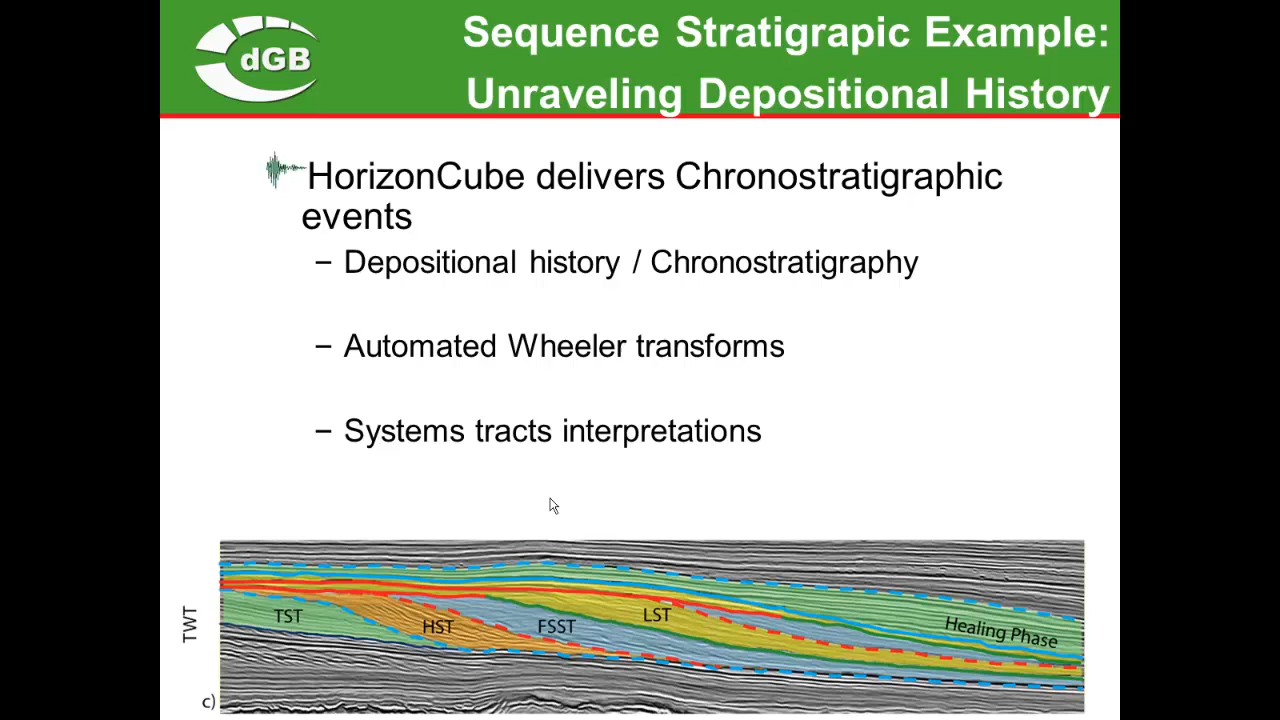 dGB
Sequence Stratigrapic Example:
Unraveling Depositional History
HorizonCube delivers Chronostratigraphic
events
– Depositional history / Chronostratigraphy
– Automated Wheeler transforms
– Systems tracts interpretations
TWT
TST
HST
FSST
LST
Healing Phase
c)